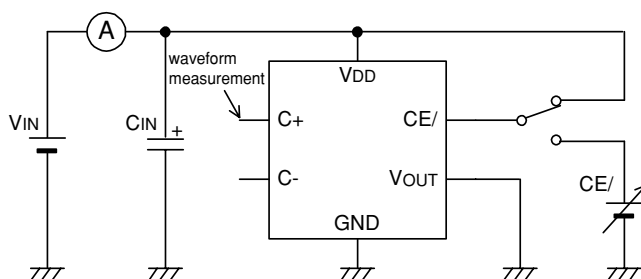 A
waveform
measurement
VDD
VIN
CIN
+
C+
CE/
C-
VOUT
CE/
GND